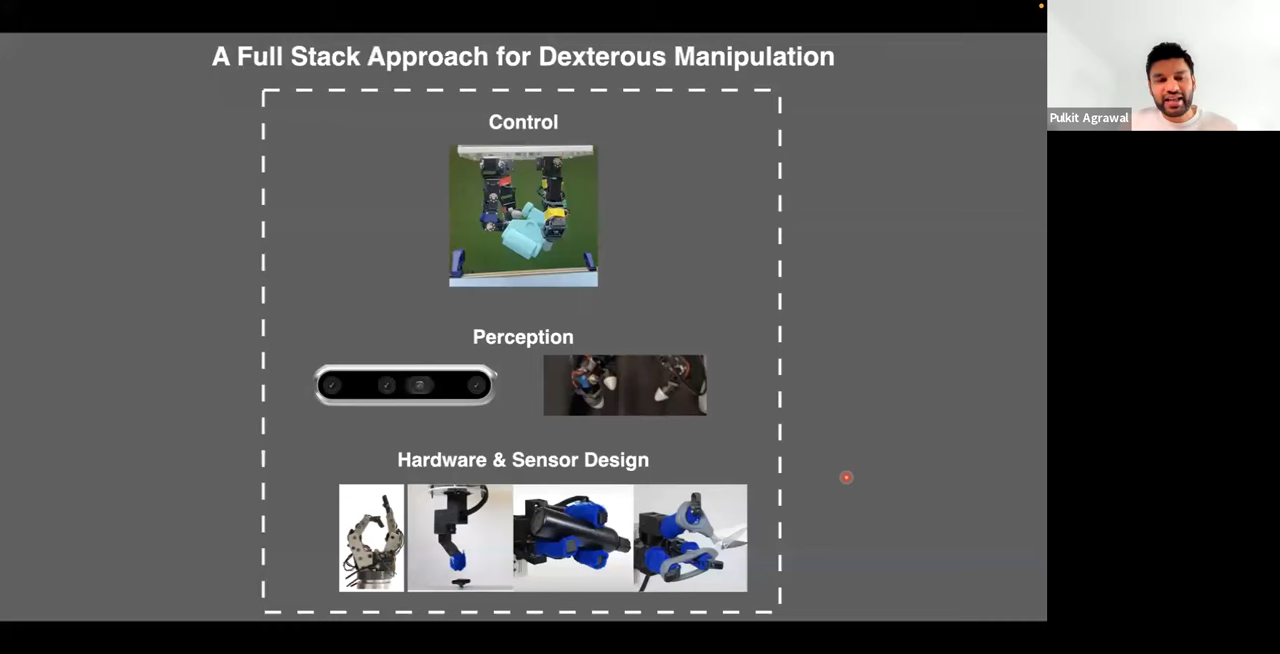 A Full Stack Approach for Dexterous Manipulation
Control
Perception
Hardware & Sensor Design
Pulkit Agrawal